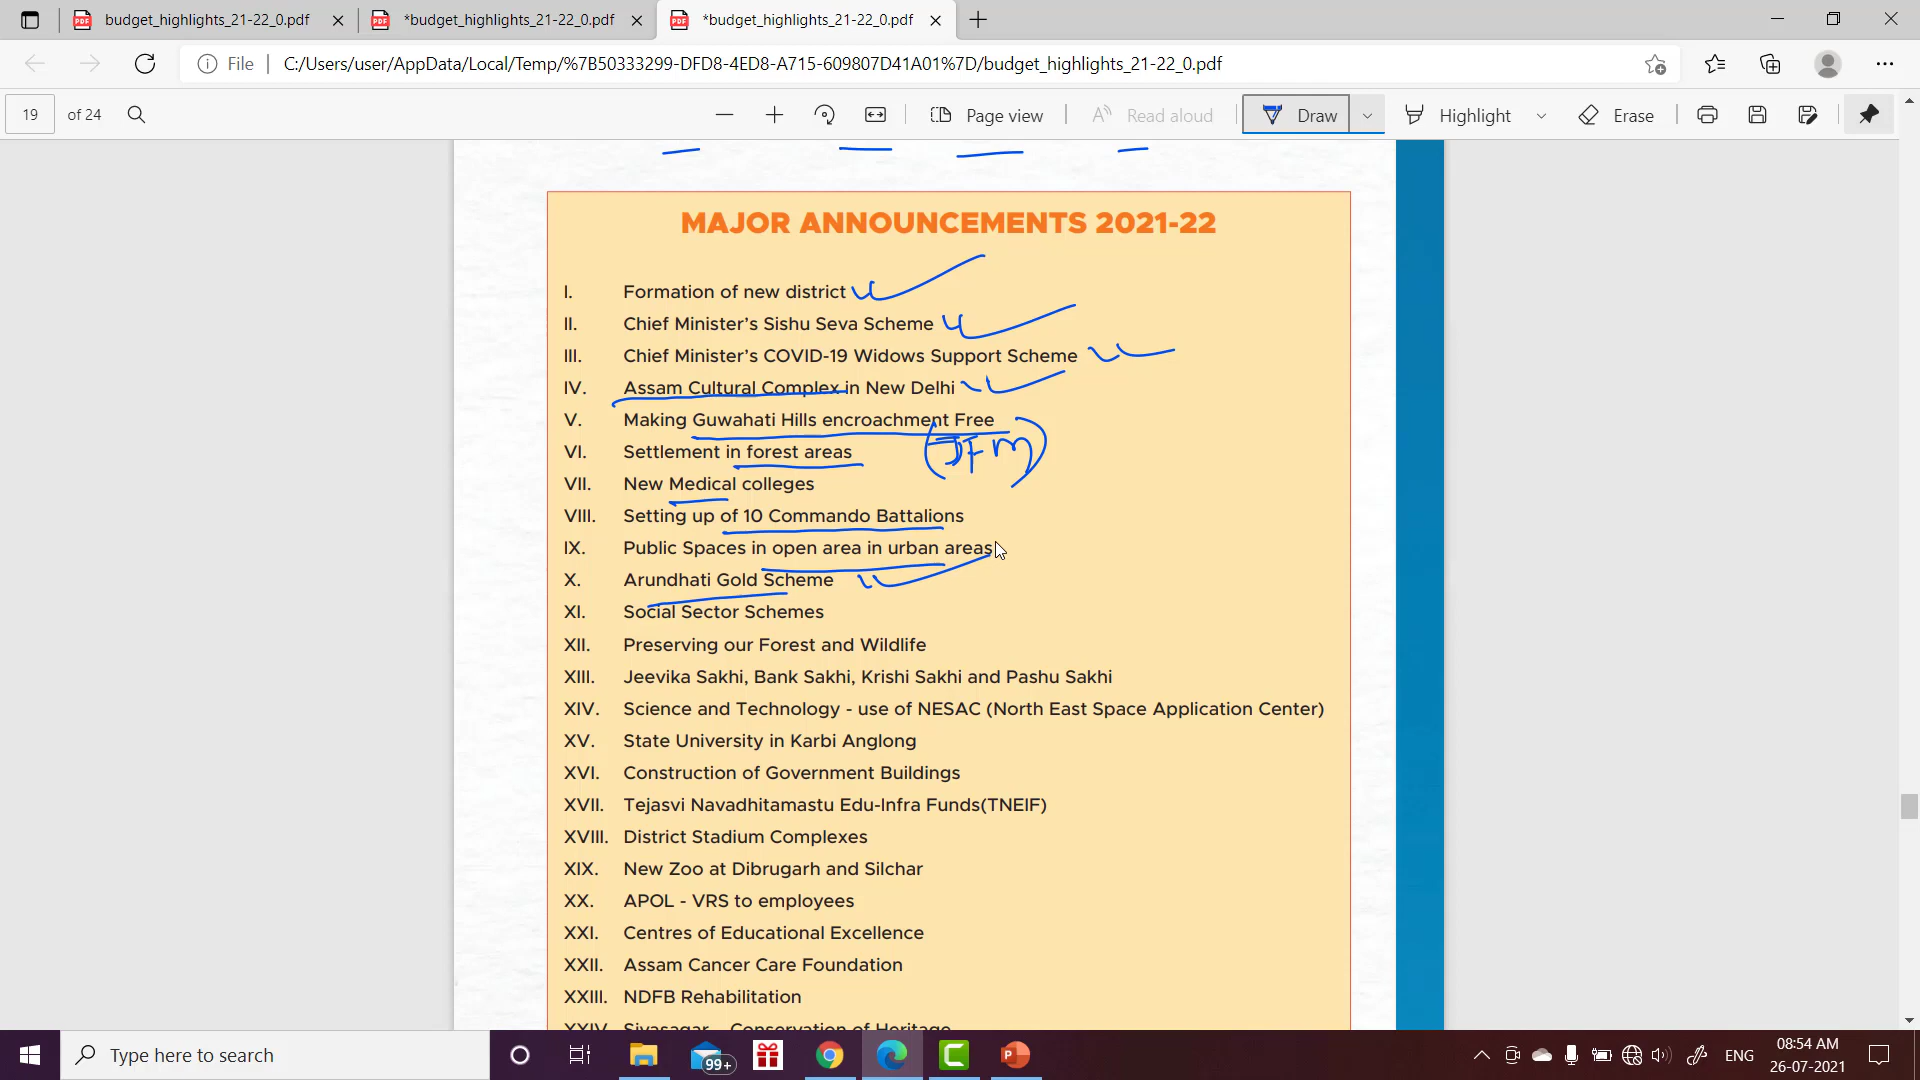 budget_highlights_21-22_0.pdf
*budget_highlights_21-22_0.pdf
*budget_highlights_21-22_0.pdf
File
C:/Users/user/AppData/Local/Temp/%7B50333299-DFD8-4ED8-A715-609807D41A01%7D/budget_highlights_21-22_0.pdf
19 of 24
Page view
Read aloud
Draw
Highlight
Erase
MAJOR ANNOUNCEMENTS 2021-22
I. Formation of new district
II. Chief Minister's Sishu Seva Scheme
III. Chief Minister's COVID-19 Widows Support Scheme
IV. Assam Cultural Complex in New Delhi
V. Making Guwahati Hills encroachment Free
(JFM)
VI. Settlement in forest areas
VII. New Medical colleges
VIII. Setting up of 10 Commando Battalions
IX. Public Spaces in open area in urban areas
X. Arundhati Gold Scheme
XI. Social Sector Schemes
XII. Preserving our Forest and Wildlife
XIII. Jeevika Sakhi, Bank Sakhi, Krishi Sakhi and Pashu Sakhi
XIV. Science and Technology - use of NESAC (North East Space Application Center)
XV. State University in Karbi Anglong
XVI. Construction of Government Buildings
XVII. Tejasvi Navadhitamastu Edu-Infra Funds(TNEIF)
XVIII. District Stadium Complexes
XIX. New Zoo at Dibrugarh and Silchar
XX. APOL - VRS to employees
XXI. Centres of Educational Excellence
XXII. Assam Cancer Care Foundation
XXIII. NDFB Rehabilitation
XXIV. Sivasagar - Conservation of Heritage
Type here to search
99+
ENG
08:54 AM
26-07-2021